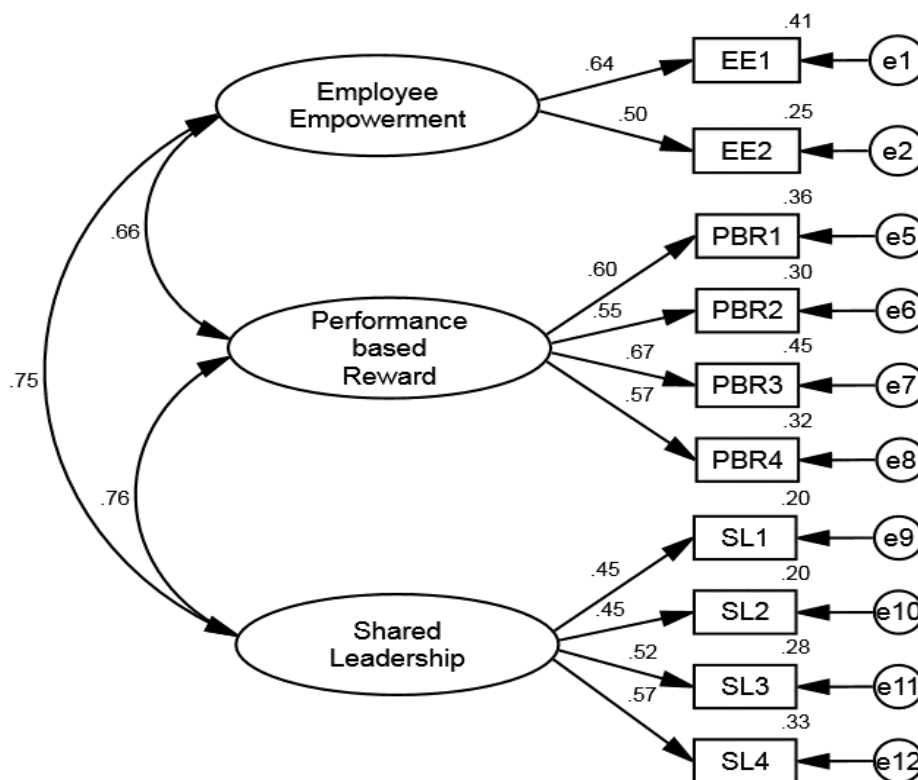 .41
.64
EE1
e1
Employee
Empowerment
.50
.25
EE2
e2
.36
.66
PBR1
e5
.60
.30
.55
PBR2
e6
Performance
based
Reward
.67
.45
PBR3
e7
.75
.57
.32
PBR4
e8
.76
.20
SL1
e9
.45
.20
.45
SL2
e10
Shared
Leadership
.52
.28
SL3
e11
.57
.33
SL4
e12